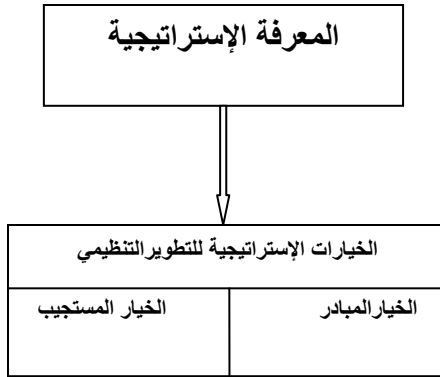 المعرفة الإستراتيجية
الخيارات الإستراتيجية للتطويرالتنظيمي
الخيارالمبادر
الخيار المستجيب